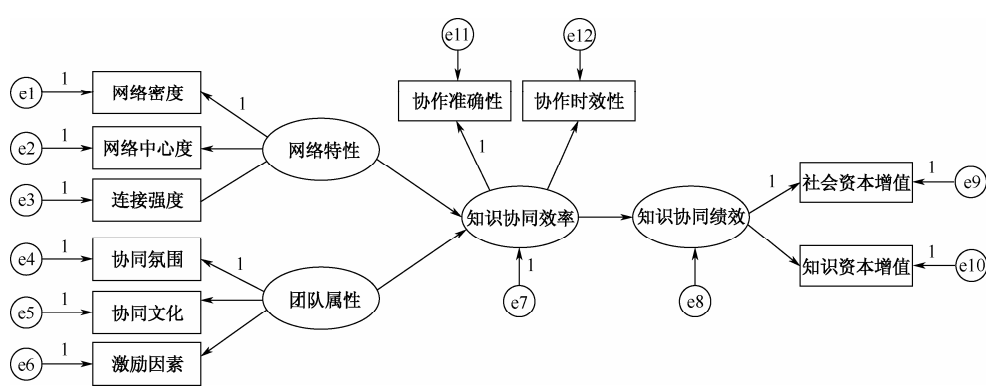 e11
e12
e1
1
网络密度
1
协作准确性
协作时效性
e2
1
网络中心度
网络特性
1
e3
1
连接强度
知识协同效率
知识协同绩效
1
社会资本增值
1
e9
e4
1
协同氛围
1
e5
1
协同文化
团队属性
1
e7
e8
知识资本增值
1
e10
e6
1
激励因素